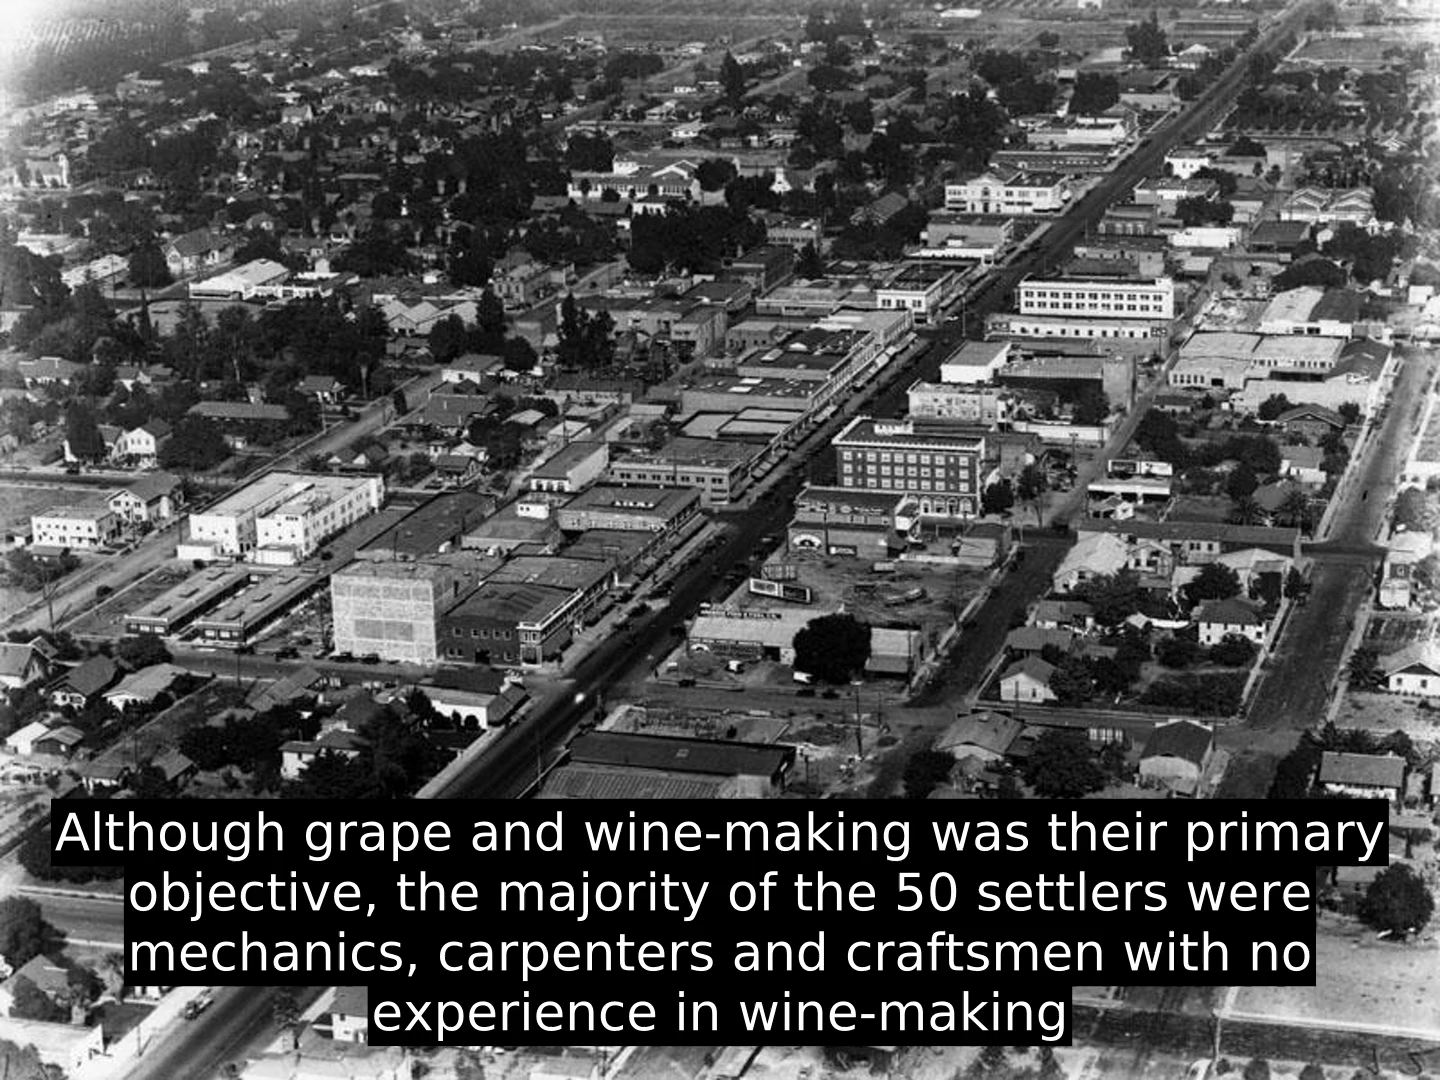 Although grape and wine-making was their primary
objective, the majority of the 50 settlers were
mechanics, carpenters and craftsmen with no
experience in wine-making